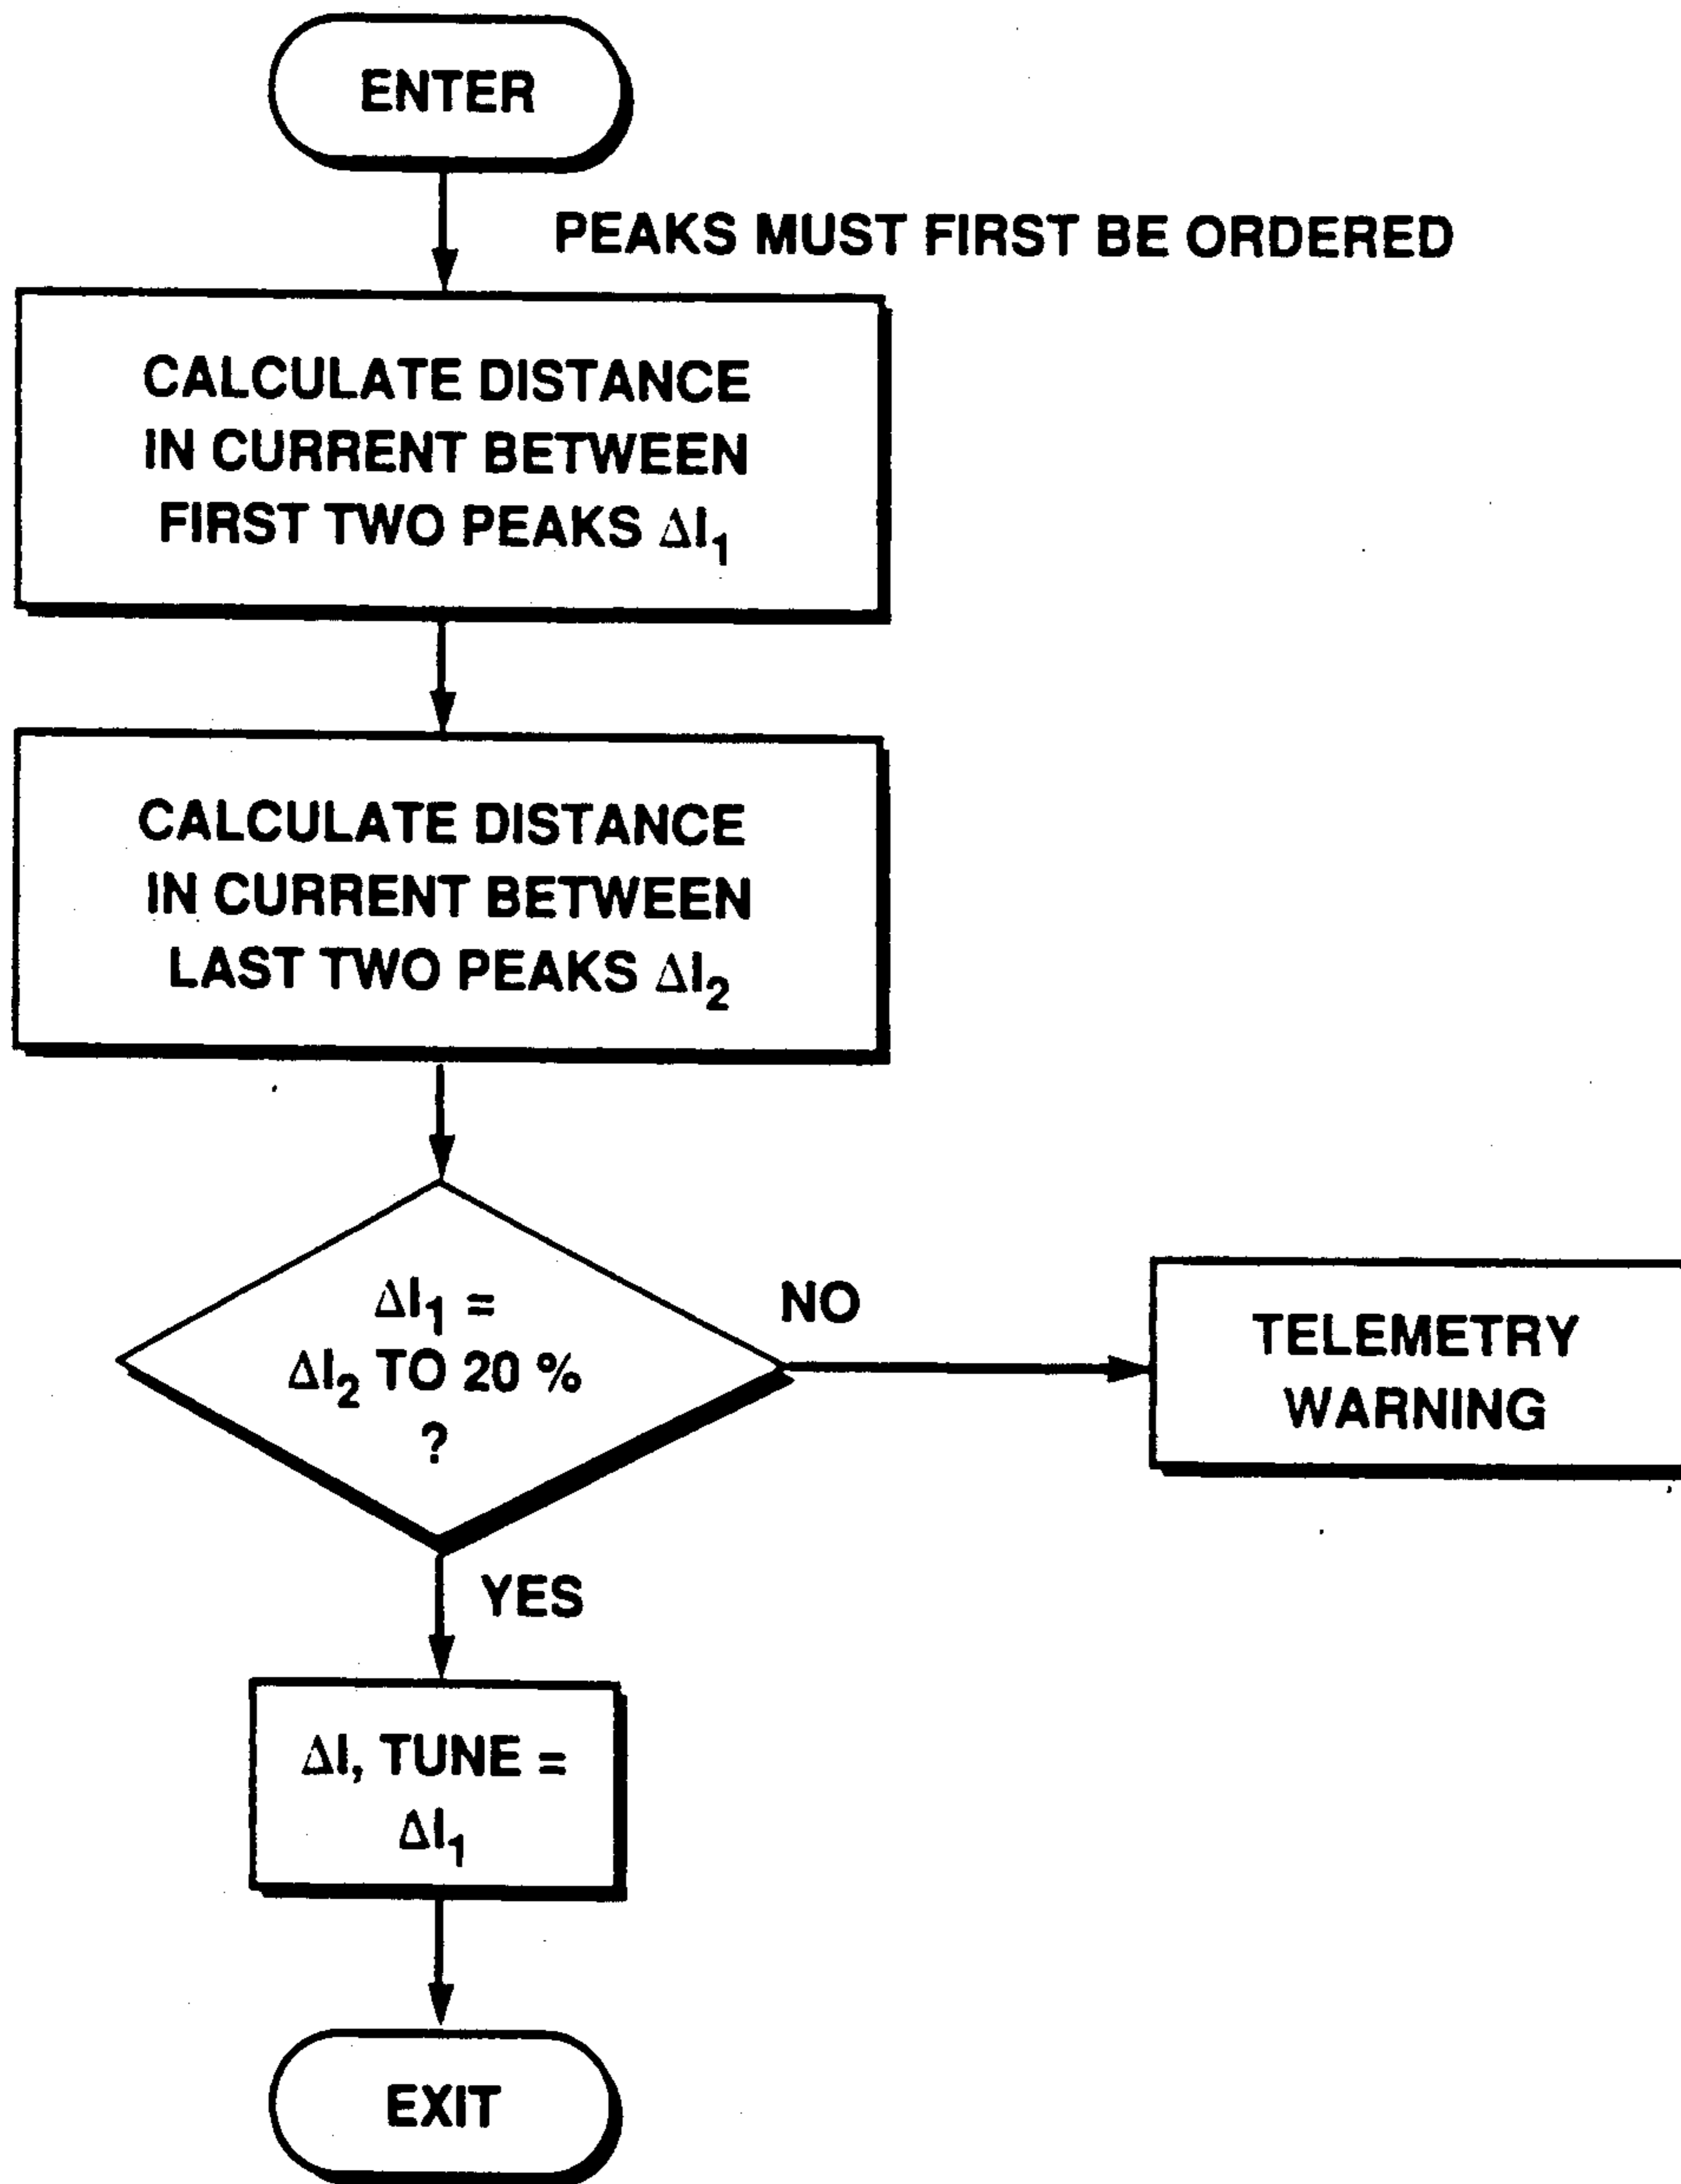 ENTER
PEAKS MUST FIRST BE ORDERED
CALCULATE DISTANCE
IN CURRENT BETWEEN
FIRST TWO PEAKS ΔI₁
CALCULATE DISTANCE
IN CURRENT BETWEEN
LAST TWO PEAKS ΔI₂
ΔI₁ =
ΔI₂ TO 20 %
?
NO
TELEMETRY
WARNING
YES
ΔI, TUNE =
ΔI₁
EXIT